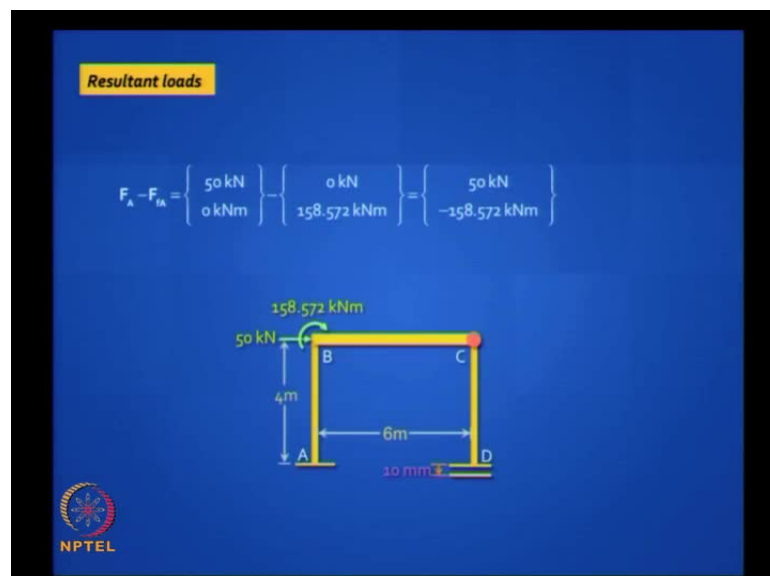 Resultant loads
F_A − F_fA = { 50 kN 0 kNm } − { 0 kN 158.572 kNm } = { 50 kN −158.572 kNm }
158.572 kNm
50 kN
B
C
4m
6m
A
D
10 mm
NPTEL